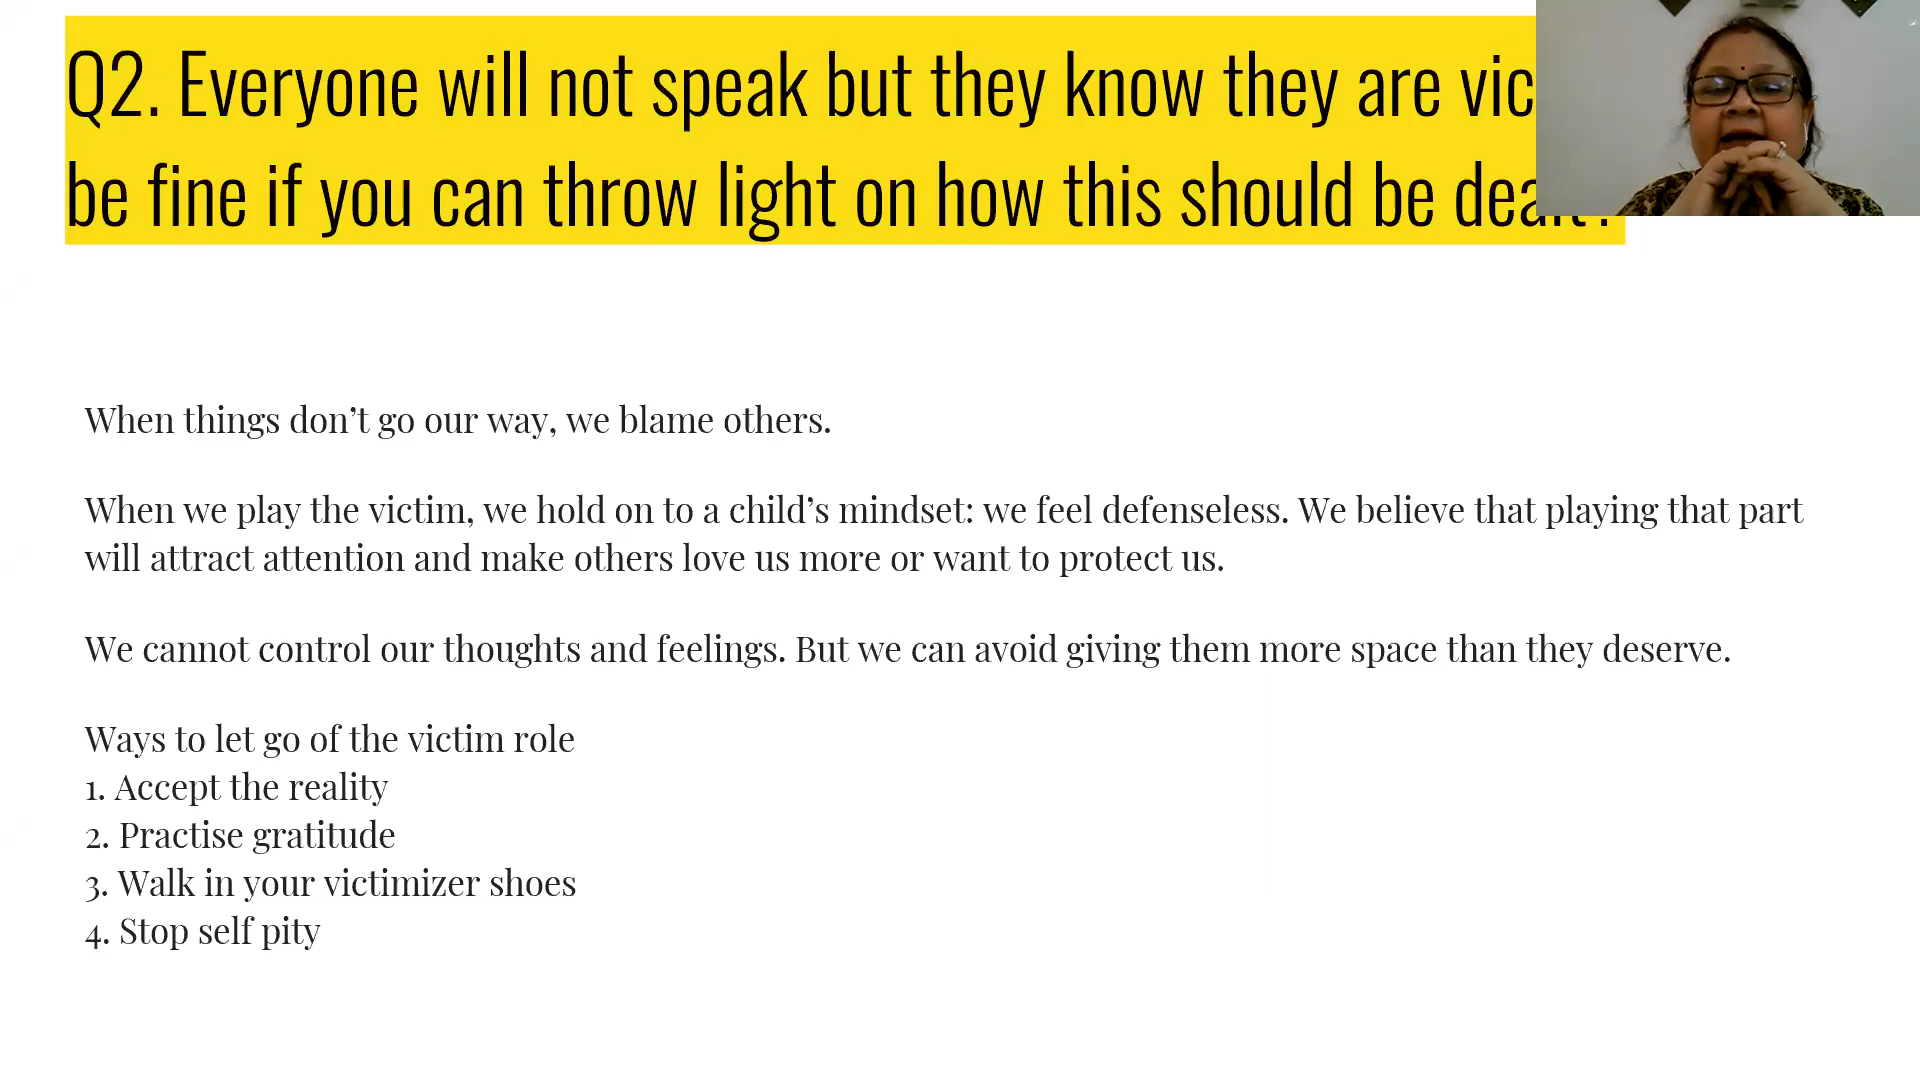 Q2. Everyone will not speak but they know they are
be fine if you can throw light on how this should be
When things don’t go our way, we blame others.
When we play the victim, we hold on to a child’s mindset: we feel defenseless. We believe that playing that part
will attract attention and make others love us more or want to protect us.
We cannot control our thoughts and feelings. But we can avoid giving them more space than they deserve.
Ways to let go of the victim role
1. Accept the reality
2. Practise gratitude
3. Walk in your victimizer shoes
4. Stop self pity